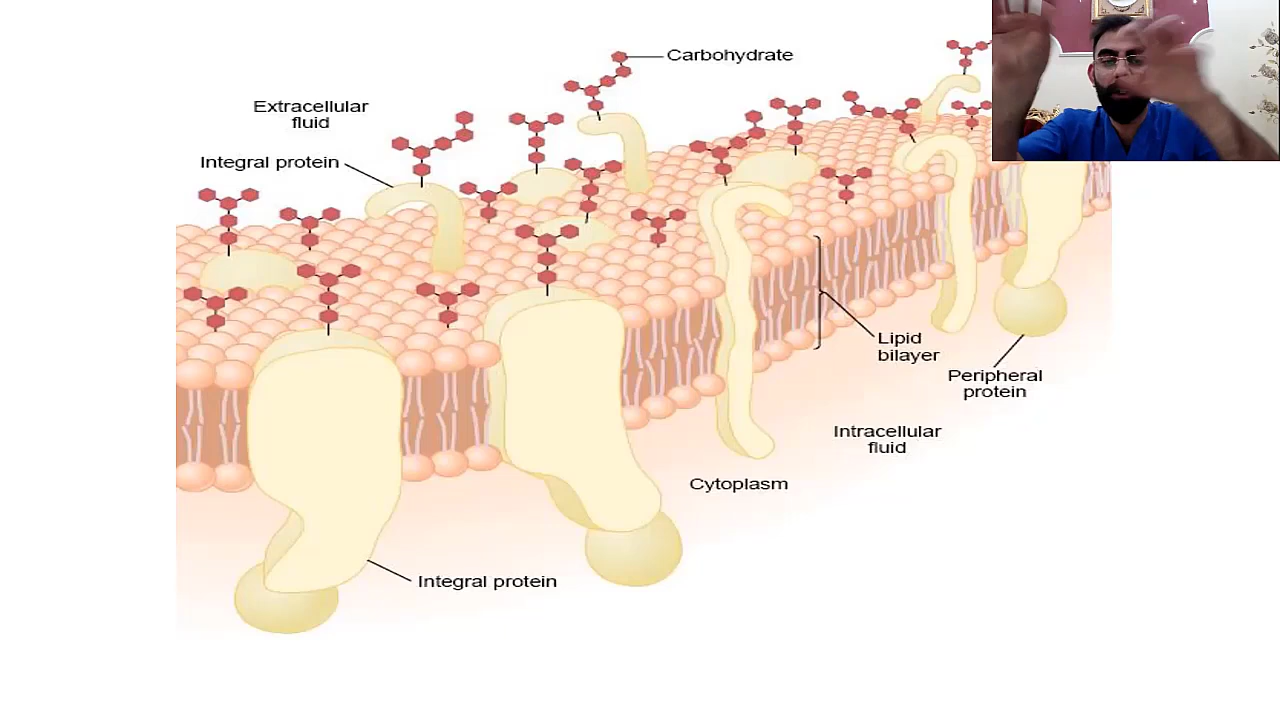 Carbohydrate
Extracellular
fluid
Integral protein
Lipid
bilayer
Peripheral
protein
Intracellular
fluid
Cytoplasm
Integral protein